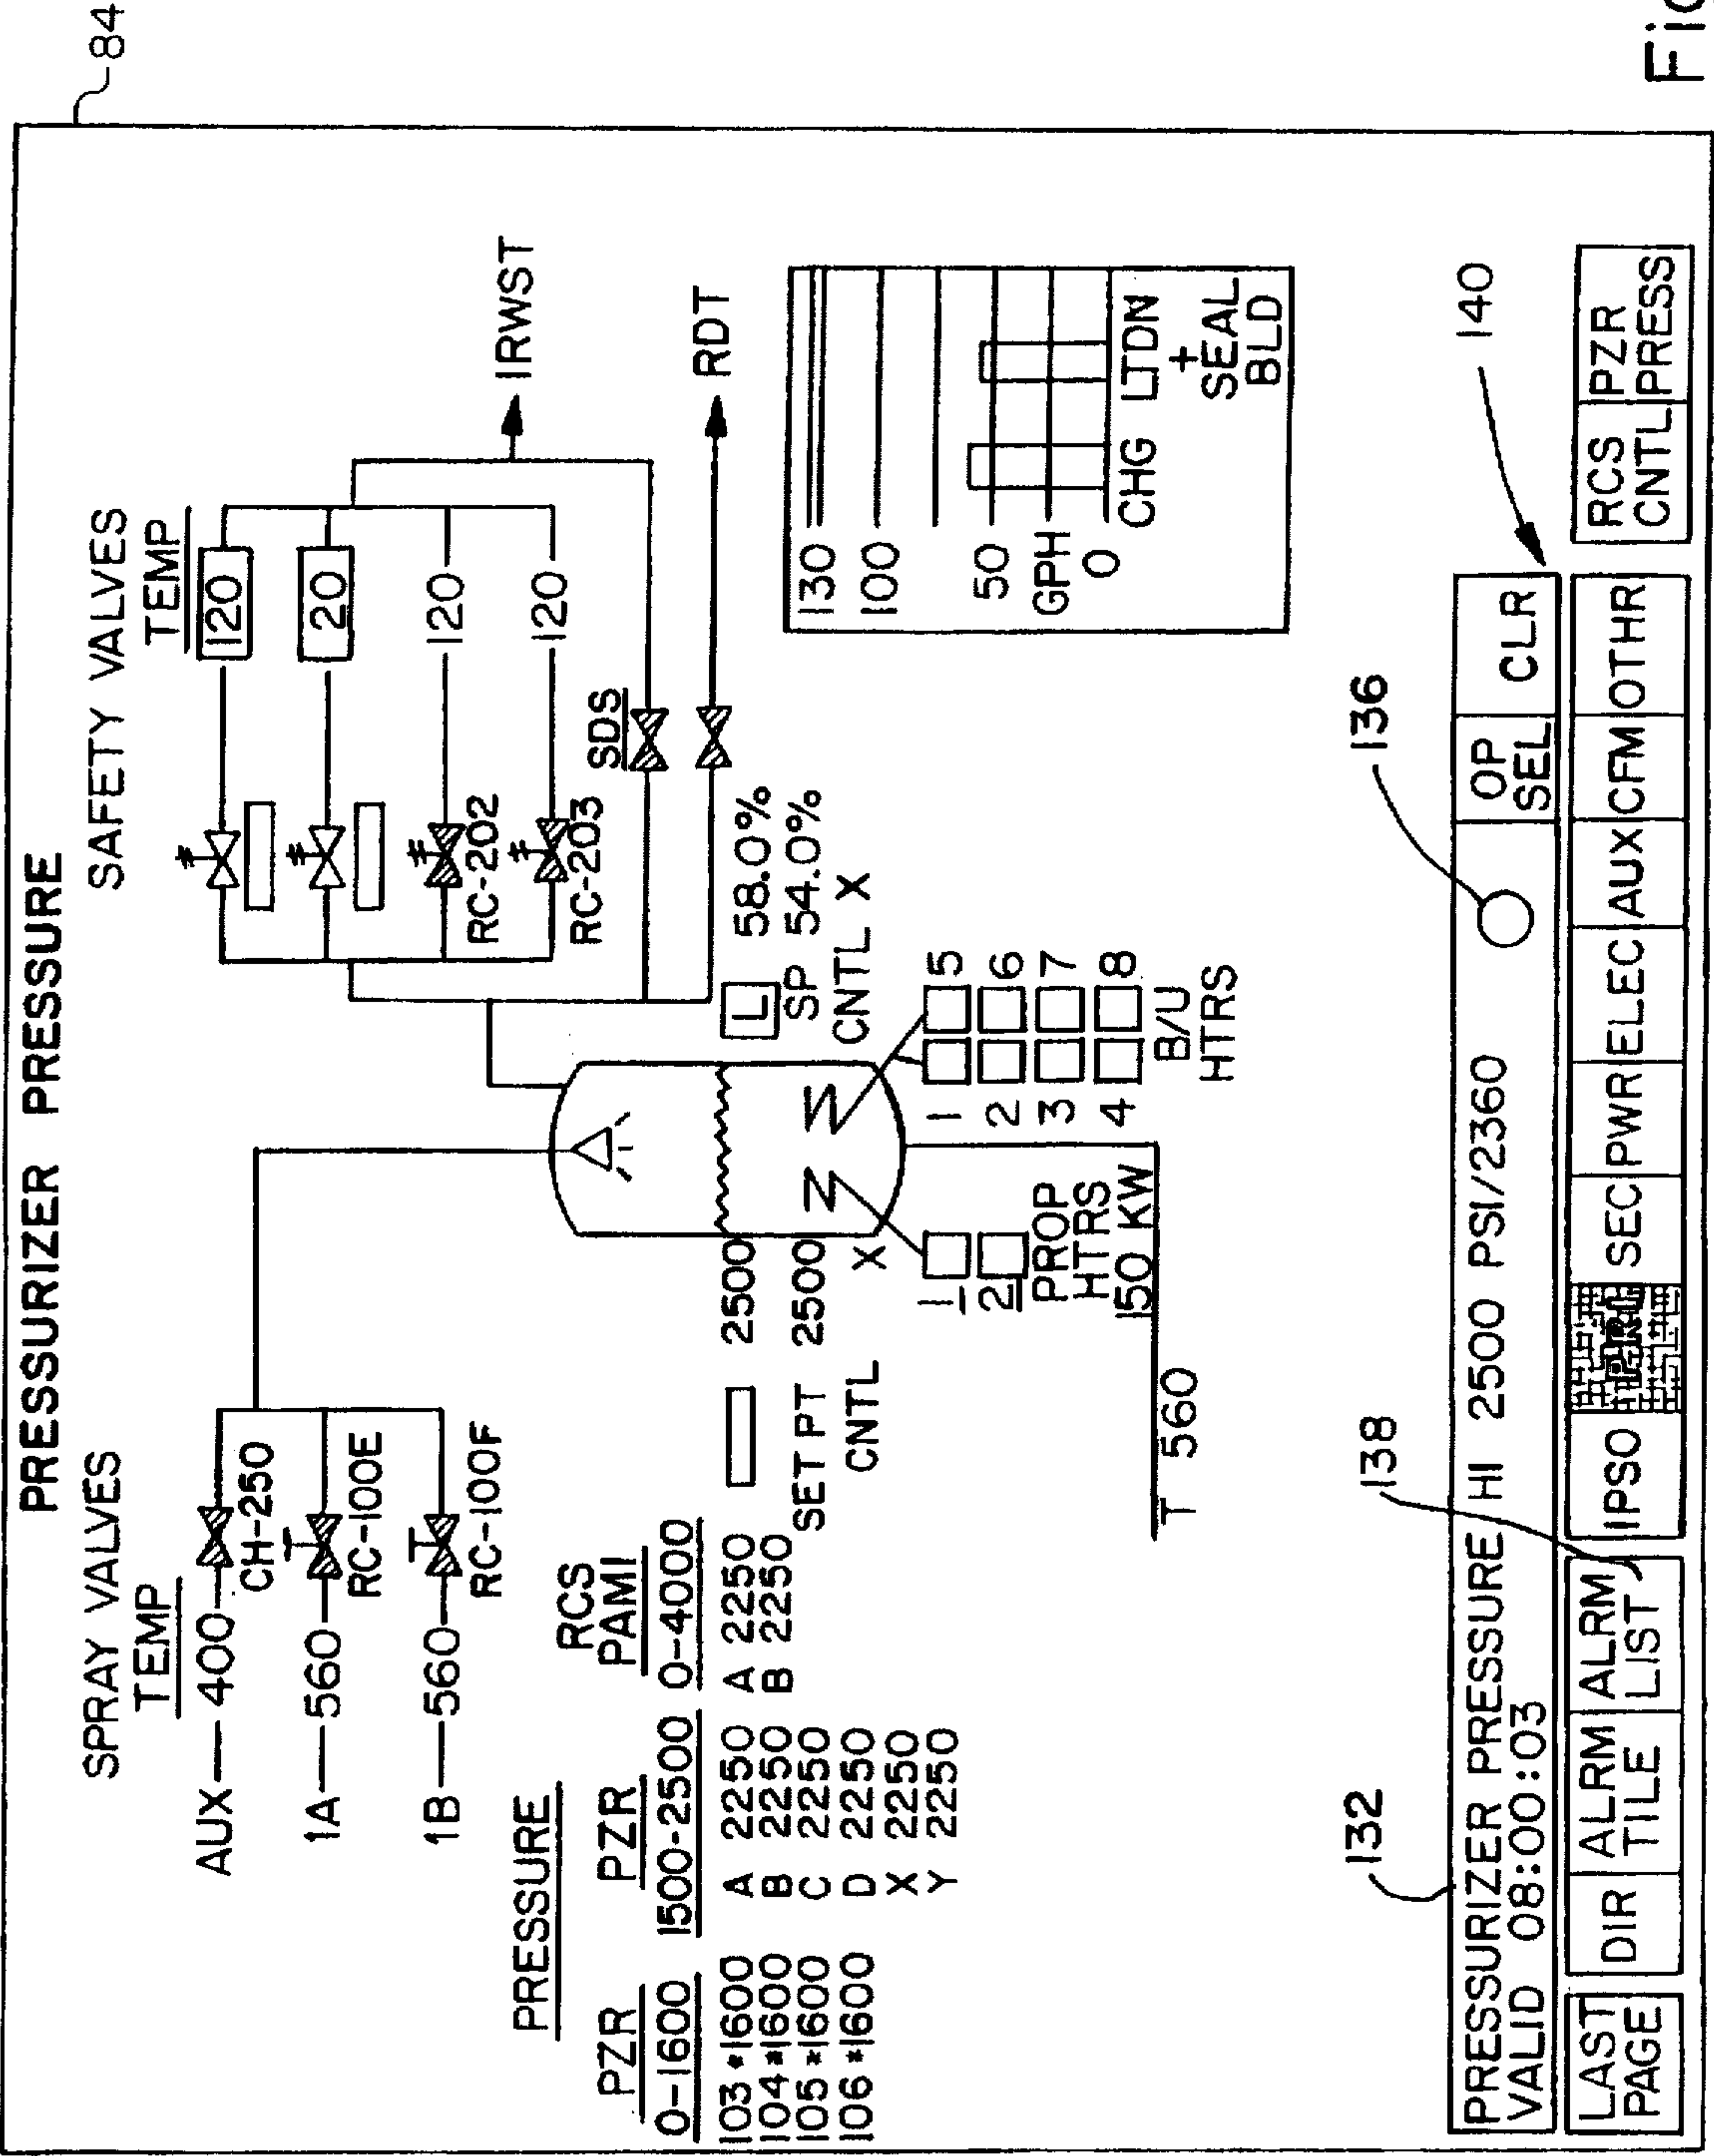 84
PRESSURIZER PRESSURE
SPRAY VALVES
TEMP
AUX 400
CH-250
1A 560
RC-100E
1B 560
RC-100F
SAFETY VALVES
TEMP
120
120
120
RC-202
120
RC-203
IRWST
SDS
RDT
PRESSURE
PZR PZR RCS PAMI
0-1600 1500-2500 0-4000
103 *1600 A 2250 A 2250
104 *1600 B 2250 B 2250
105 *1600 C 2250
106 *1600 D 2250
X 2250
Y 2250
2500
SETPT 2500
CNTL X
L 58.0%
SP 54.0%
CNTL X
1
2
PROP
HTRS
150 KW
1 5
2 6
3 7
4 8
B/U
HTRS
T 560
130
100
50
GPH
0
CHG LTDN
+
SEAL
BLD
132
138
136
140
PRESSURIZER PRESSURE HI 2500 PSI/2360
VALID 08:00:03
OP SEL
CLR
LAST PAGE
DIR
ALRM TILE
ALRM LIST
IPSO
PRI
SEC
PWR
ELEC
AUX
CFM
OTHR
RCS CNTL
PZR PRESS